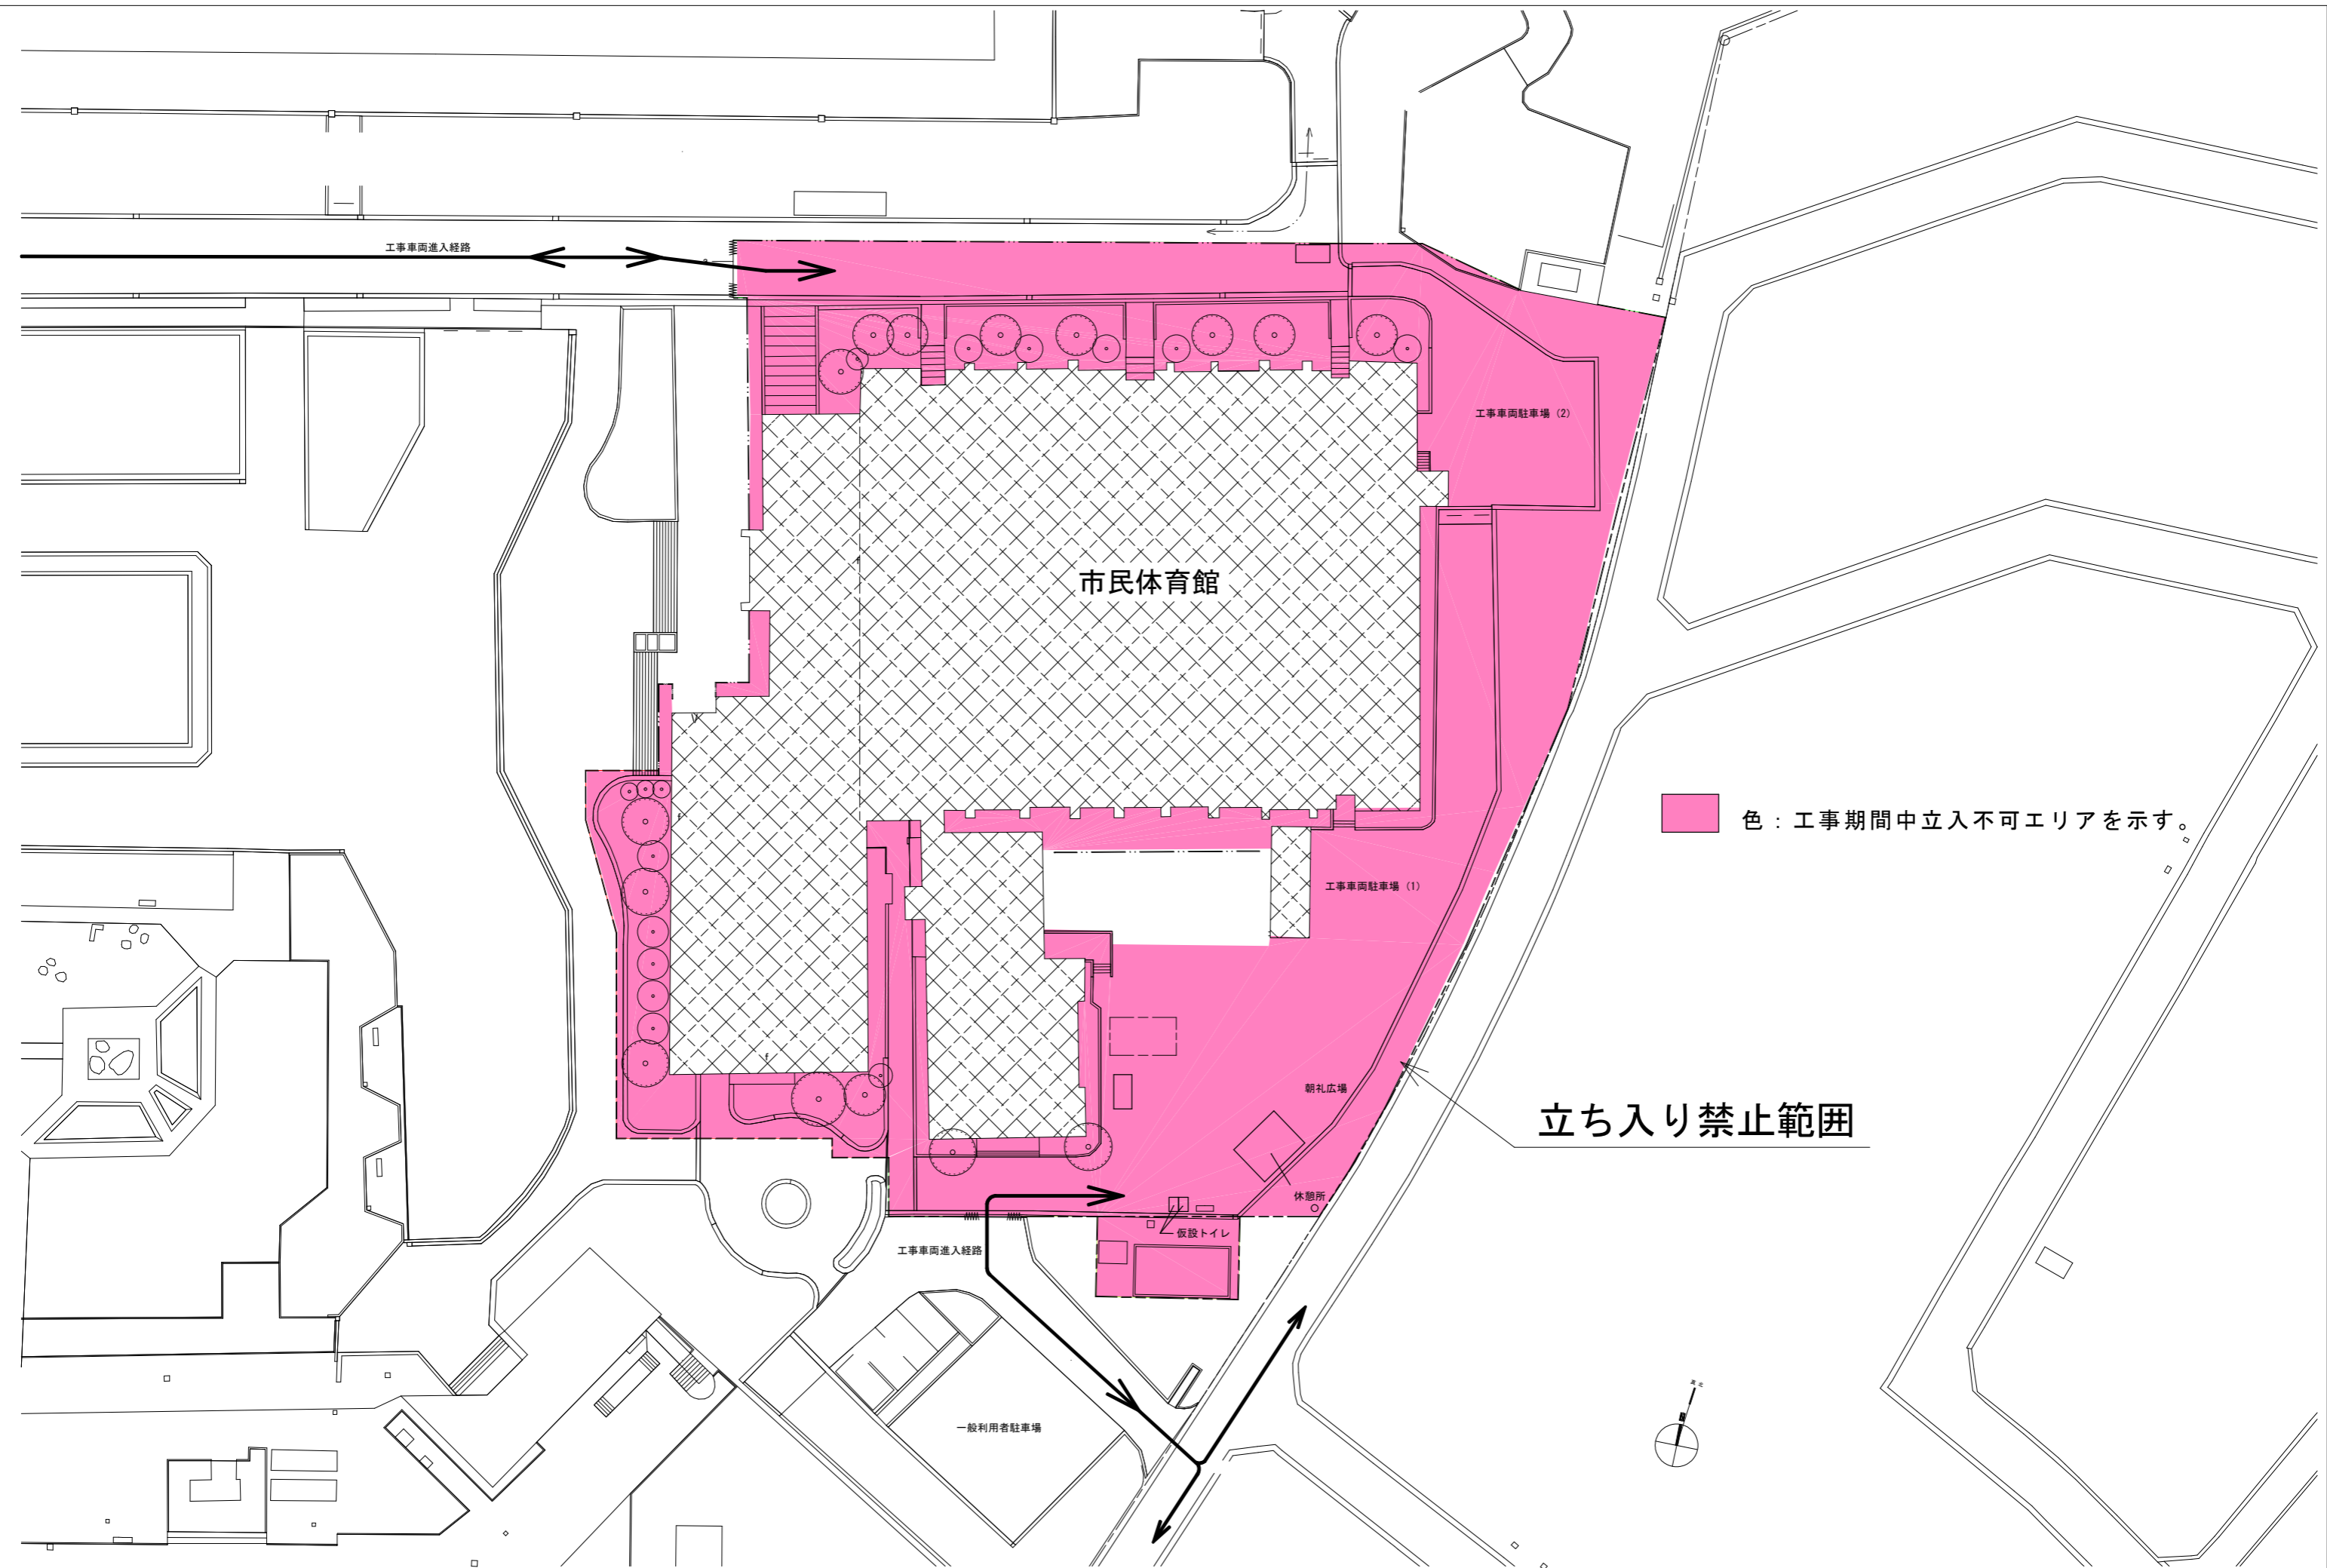 工事車両進入経路
工事車両駐車場（2）
市民体育館
色：工事期間中立入不可エリアを示す。
工事車両駐車場（1）
朝礼広場
立ち入り禁止範囲
休憩所
仮設トイレ
工事車両進入経路
一般利用者駐車場